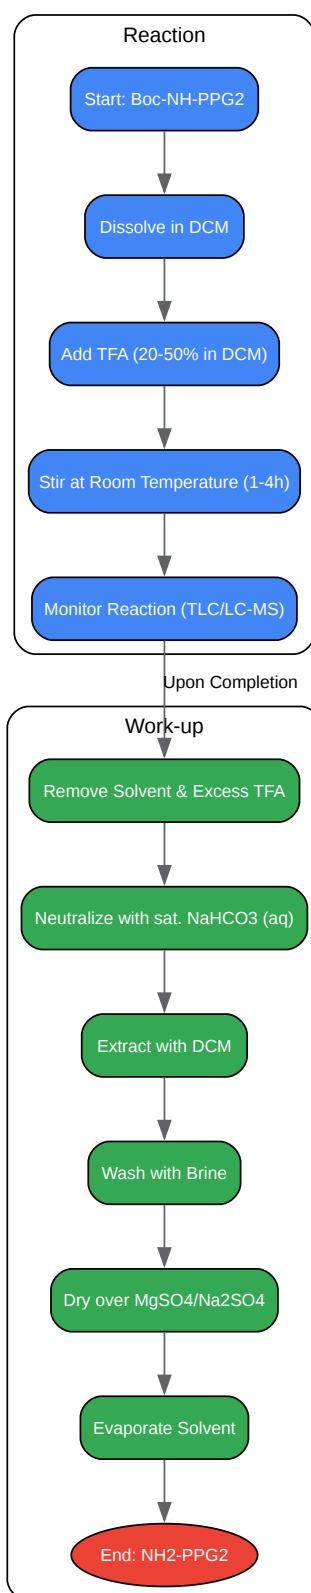 Reaction
Start: Boc-NH-PPG2
Dissolve in DCM
Add TFA (20-50% in DCM)
Stir at Room Temperature (1-4h)
Monitor Reaction (TLC/LC-MS)
Upon Completion
Work-up
Remove Solvent & Excess TFA
Neutralize with sat. NaHCO3 (aq)
Extract with DCM
Wash with Brine
Dry over MgSO4/Na2SO4
Evaporate Solvent
End: NH2-PPG2